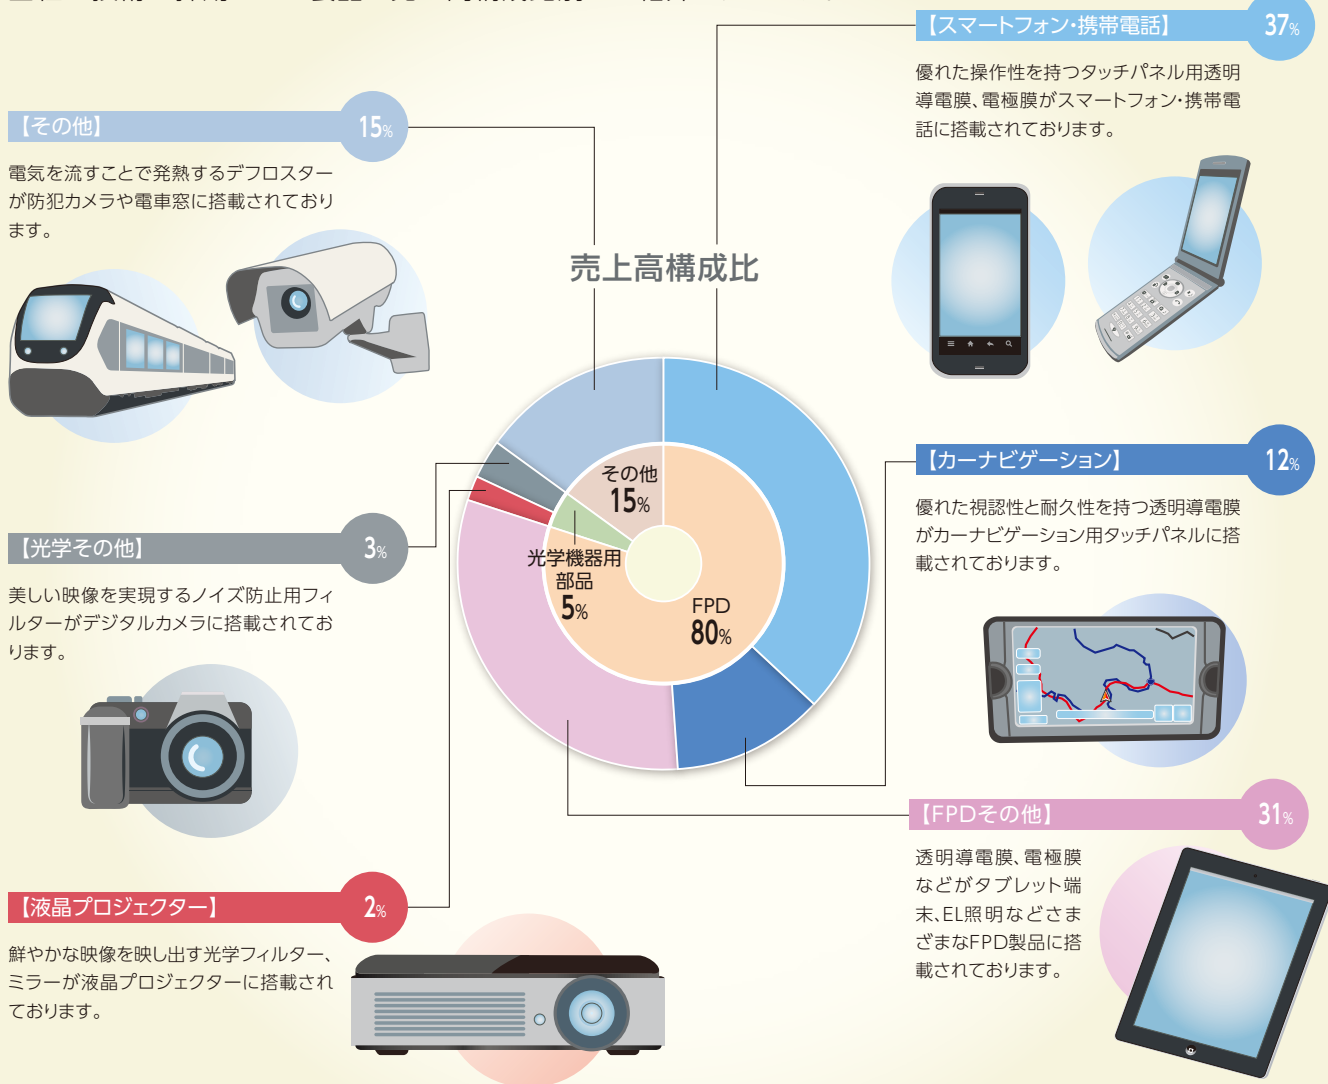 【スマートフォン・携帯電話】 37%
優れた操作性を持つタッチパネル用透明
導電膜、電極膜がスマートフォン・携帯電
話に搭載されております。
【その他】 15%
電気を流すことで発熱するデフロスター
が防犯カメラや電車窓に搭載されており
ます。
売上高構成比
その他
15%
光学機器用
部品
5%
FPD
80%
【カーナビゲーション】 12%
優れた視認性と耐久性を持つ透明導電膜
がカーナビゲーション用タッチパネルに搭
載されております。
【光学その他】 3%
美しい映像を実現するノイズ防止用フィ
ルターがデジタルカメラに搭載されてお
ります。
【FPDその他】 31%
透明導電膜、電極膜
などがタブレット端
末、EL照明などさま
ざまなFPD製品に搭
載されております。
【液晶プロジェクター】 2%
鮮やかな映像を映し出す光学フィルター、
ミラーが液晶プロジェクターに搭載され
ております。